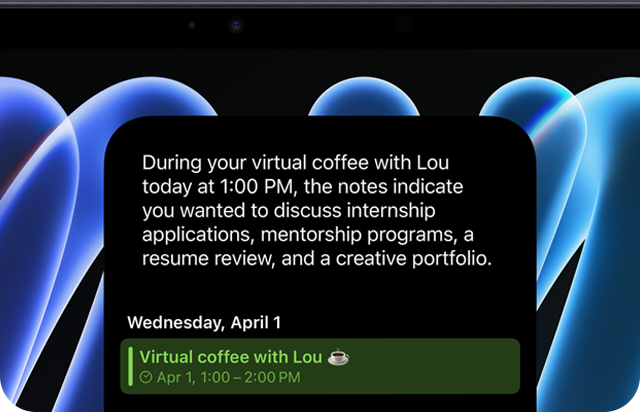 During your virtual coffee with Lou
today at 1:00 PM, the notes indicate
you wanted to discuss internship
applications, mentorship programs, a
resume review, and a creative portfolio.
Wednesday, April 1
Virtual coffee with Lou ☕
Apr 1, 1:00 – 2:00 PM